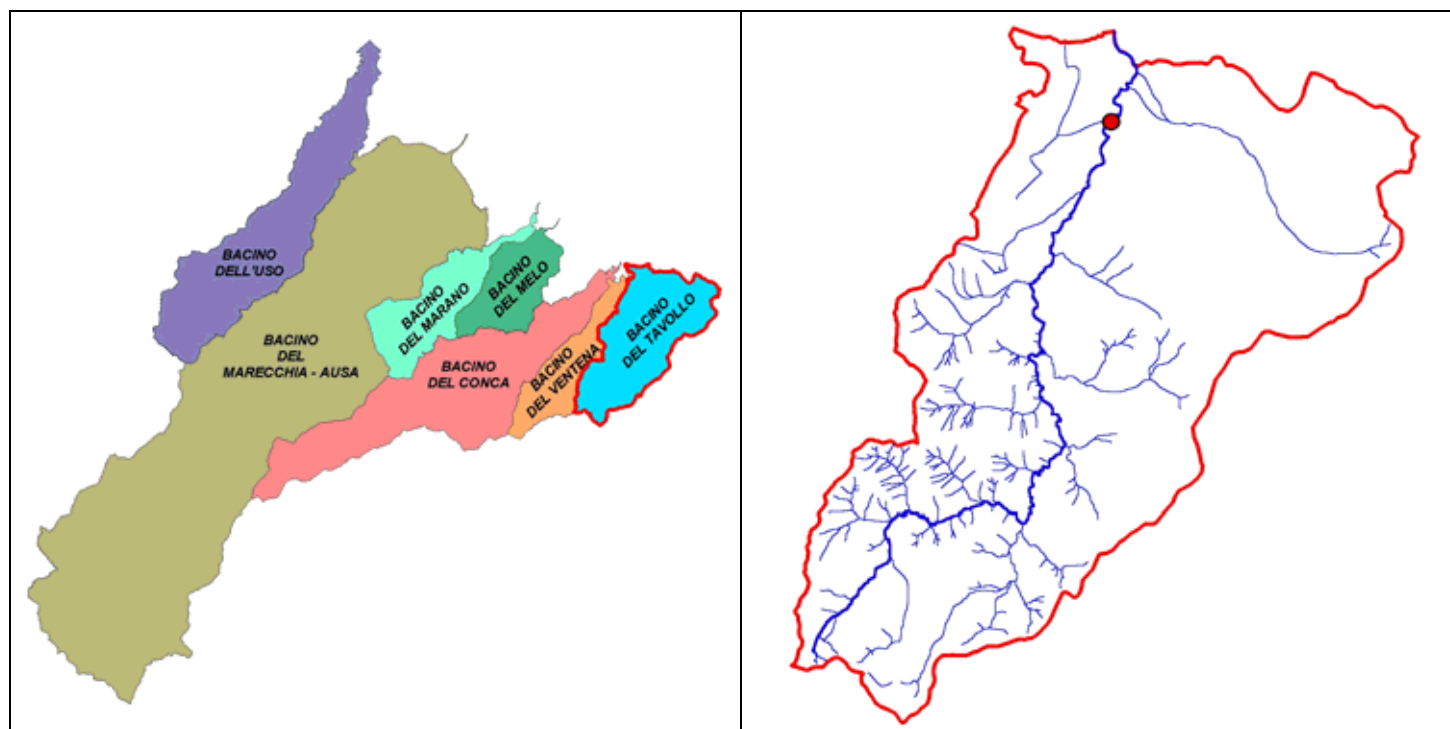 BACINO
DELL'USO
BACINO
DEL MARANO
BACINO
DEL MELO
BACINO
DEL
MARECCHIA - AUSA
BACINO
DEL CONCA
BACINO
DEL VENTENA
BACINO
DEL TAVOLLO